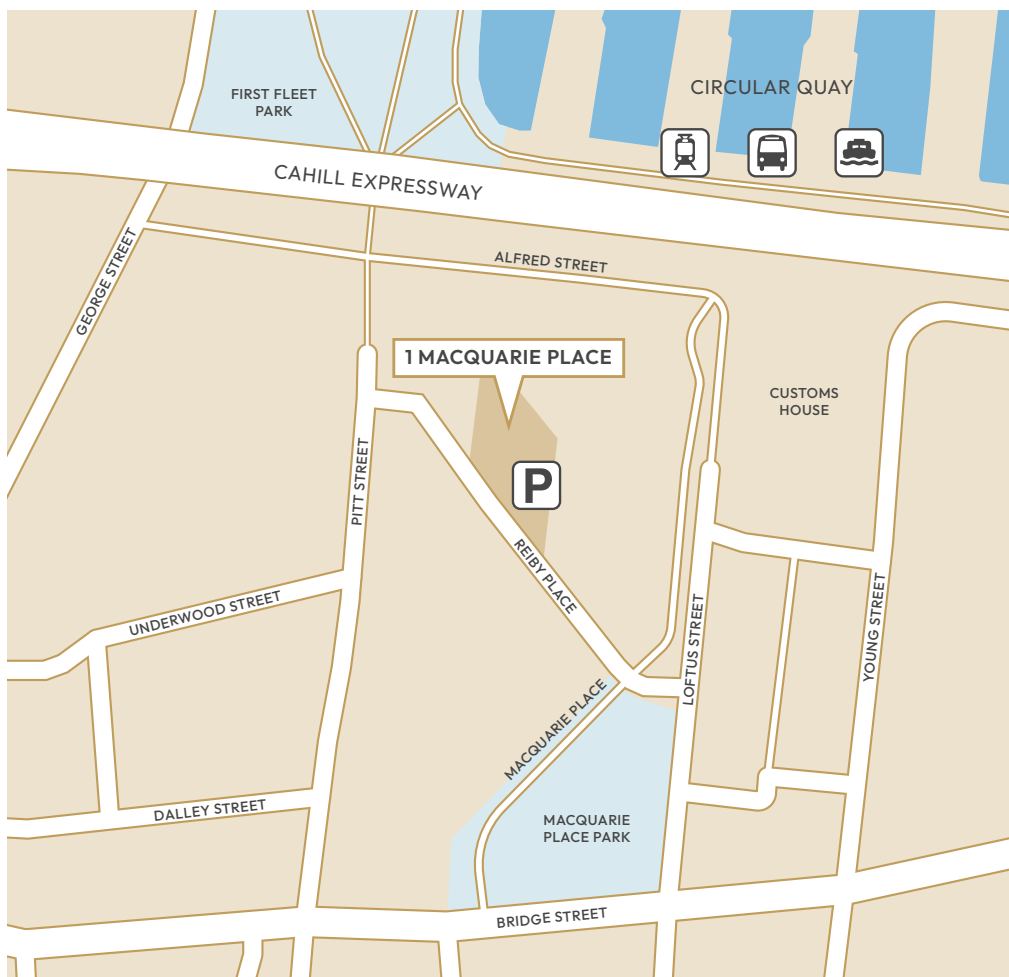 CIRCULAR QUAY
FIRST FLEET
PARK
CAHILL EXPRESSWAY
GEORGE STREET
ALFRED STREET
1 MACQUARIE PLACE
CUSTOMS
HOUSE
PITT STREET
P
REIBY PLACE
UNDERWOOD STREET
LOFTUS STREET
YOUNG STREET
MACQUARIE PLACE
DALLEY STREET
MACQUARIE
PLACE PARK
BRIDGE STREET